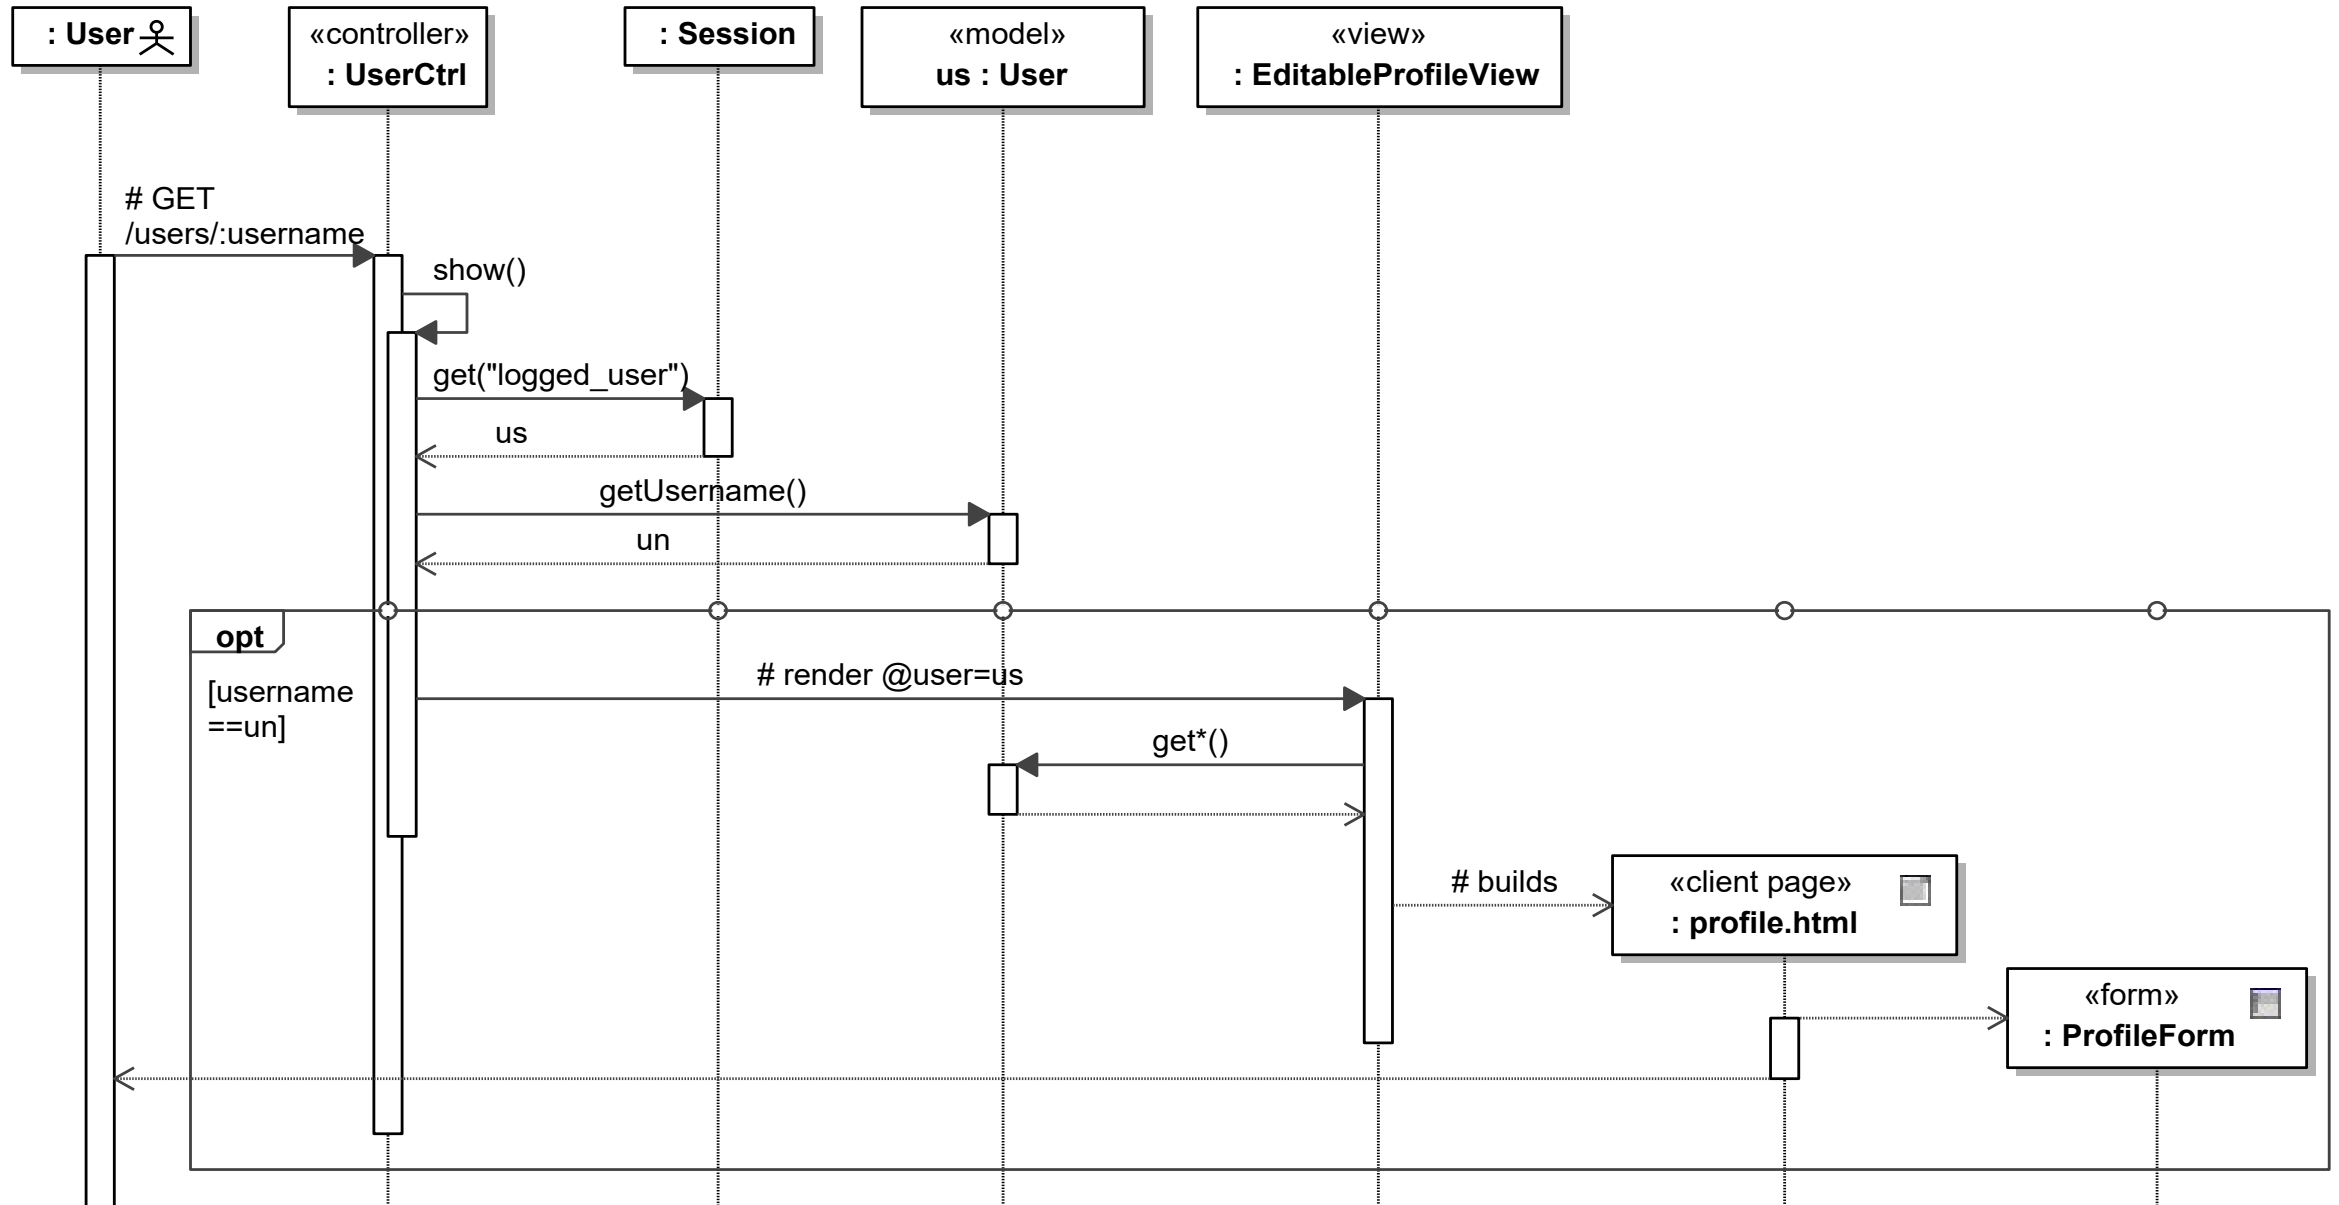 : User
«controller»
: UserCtrl
: Session
«model»
us : User
«view»
: EditableProfileView
# GET
/users/:username
show()
get("logged_user")
us
getUsername()
un
opt
[username
==un]
# render @user=us
get*()
# builds
«client page»
: profile.html
«form»
: ProfileForm